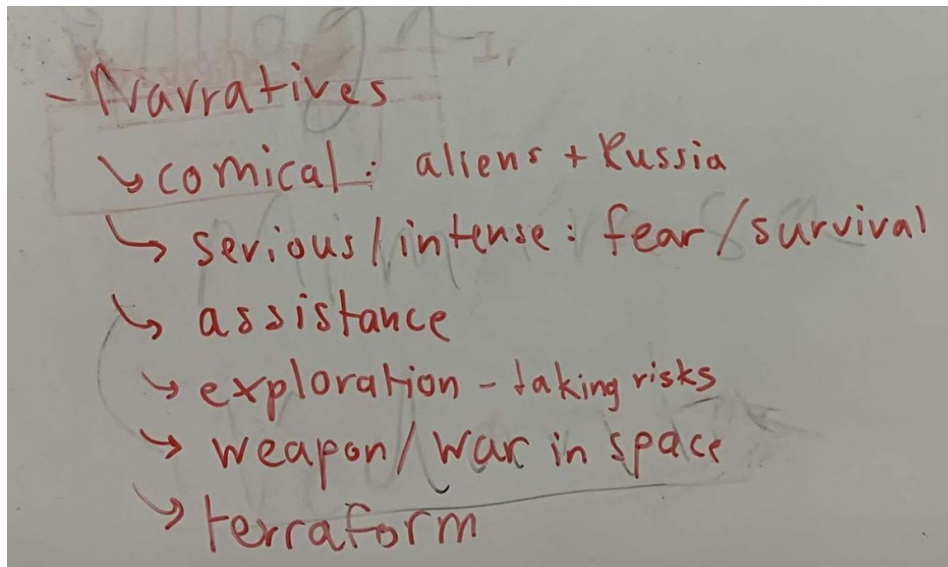 - Narratives
↳ comical: aliens + Russia
↳ serious/intense: fear/survival
↳ assistance
↳ exploration - taking risks
↳ weapon/war in space
↳ terraform